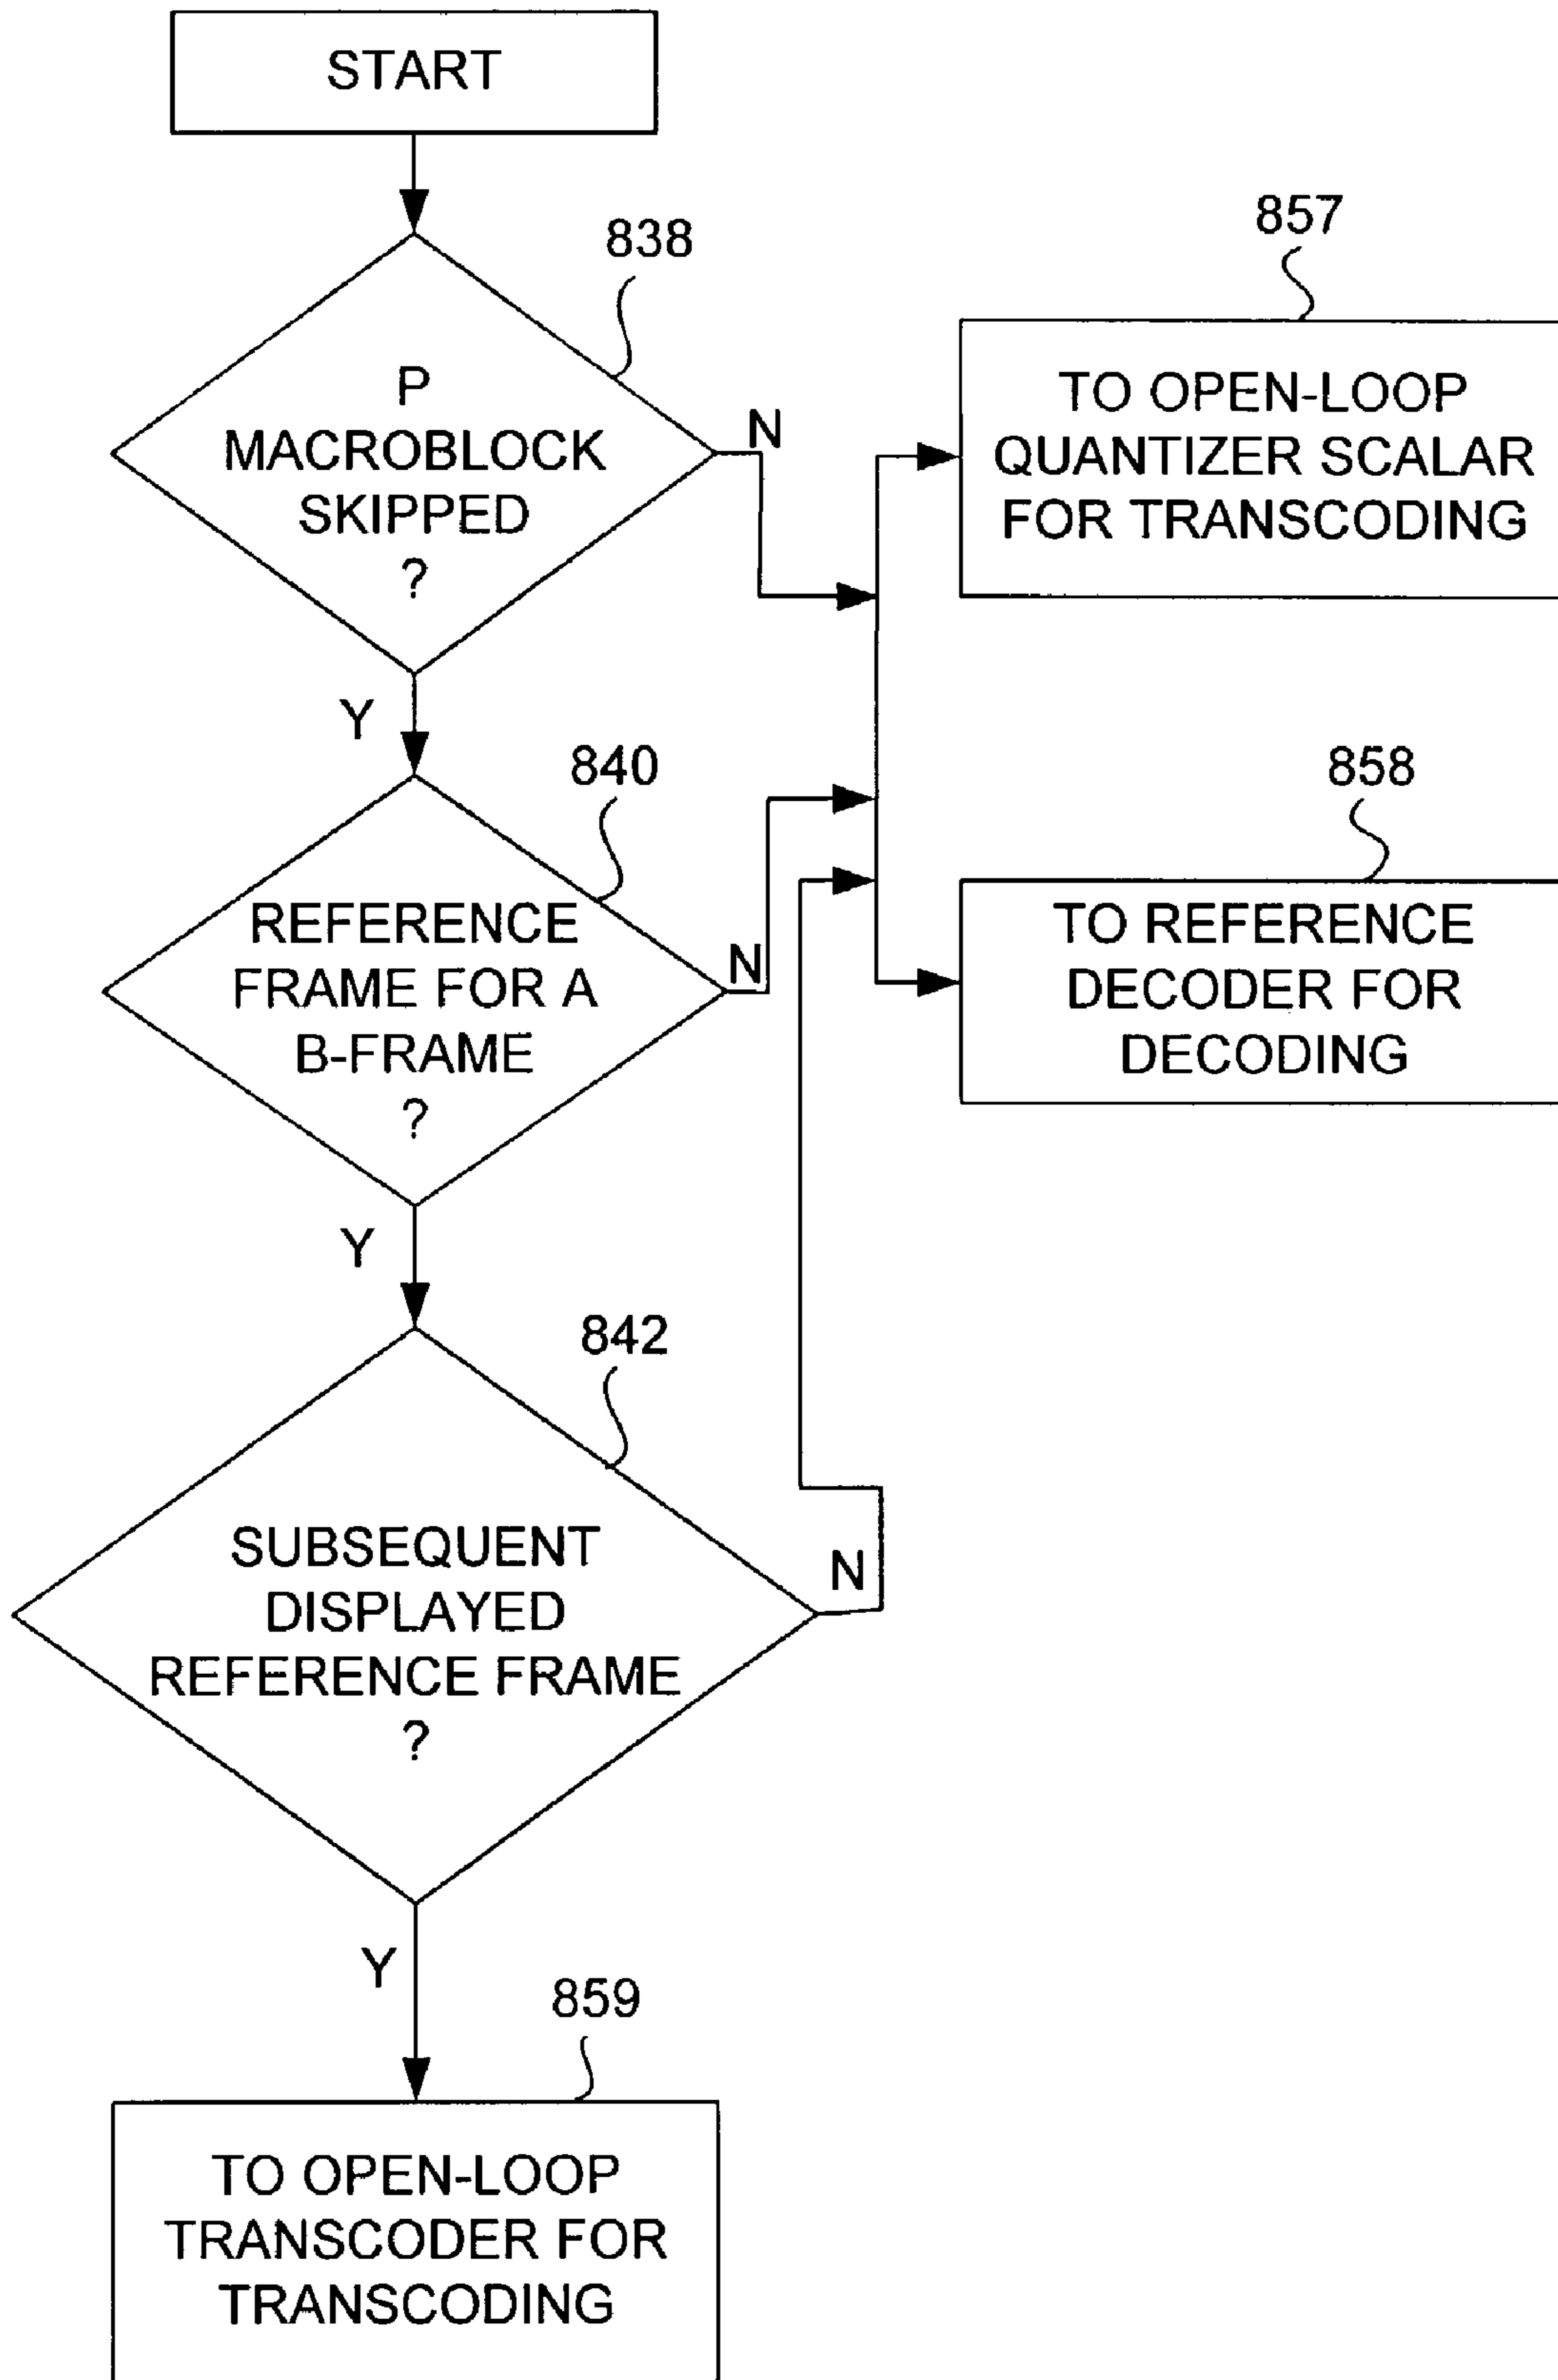 START
838
P
MACROBLOCK
SKIPPED
?
N
Y
857
TO OPEN-LOOP
QUANTIZER SCALAR
FOR TRANSCODING
840
REFERENCE
FRAME FOR A
B-FRAME
?
N
Y
858
TO REFERENCE
DECODER FOR
DECODING
842
SUBSEQUENT
DISPLAYED
REFERENCE FRAME
?
N
Y
859
TO OPEN-LOOP
TRANSCODER FOR
TRANSCODING